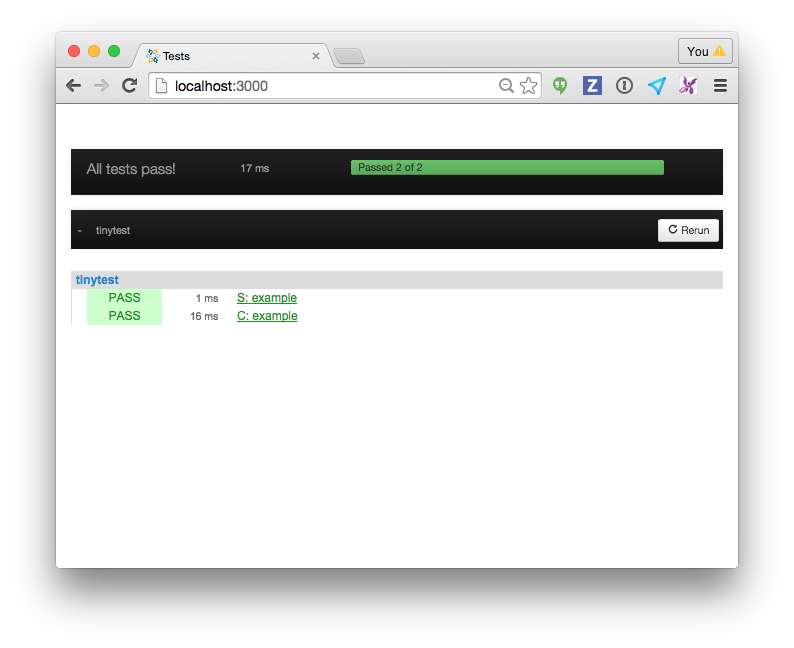 Tests
You
localhost:3000
Z
All tests pass! 17 ms Passed 2 of 2
- tinytest Rerun
tinytest
PASS 1 ms S: example
PASS 16 ms C: example